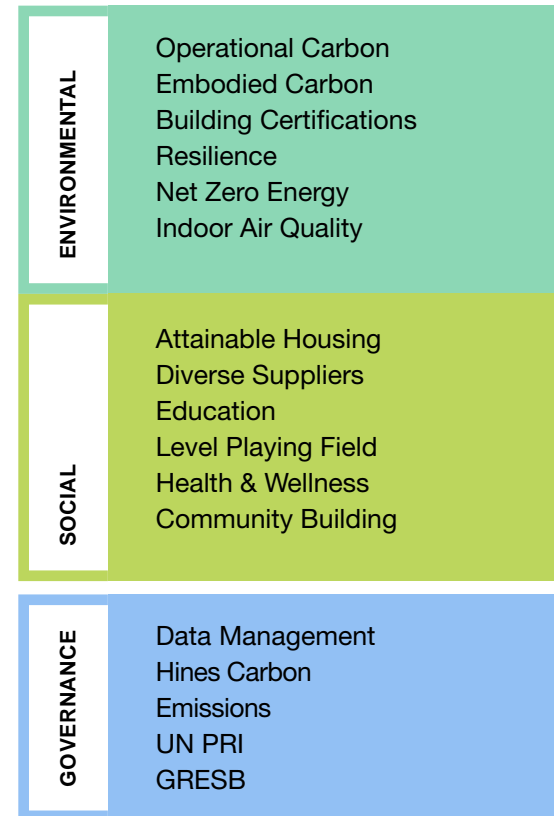 ENVIRONMENTAL
Operational Carbon
Embodied Carbon
Building Certifications
Resilience
Net Zero Energy
Indoor Air Quality
SOCIAL
Attainable Housing
Diverse Suppliers
Education
Level Playing Field
Health & Wellness
Community Building
GOVERNANCE
Data Management
Hines Carbon
Emissions
UN PRI
GRESB